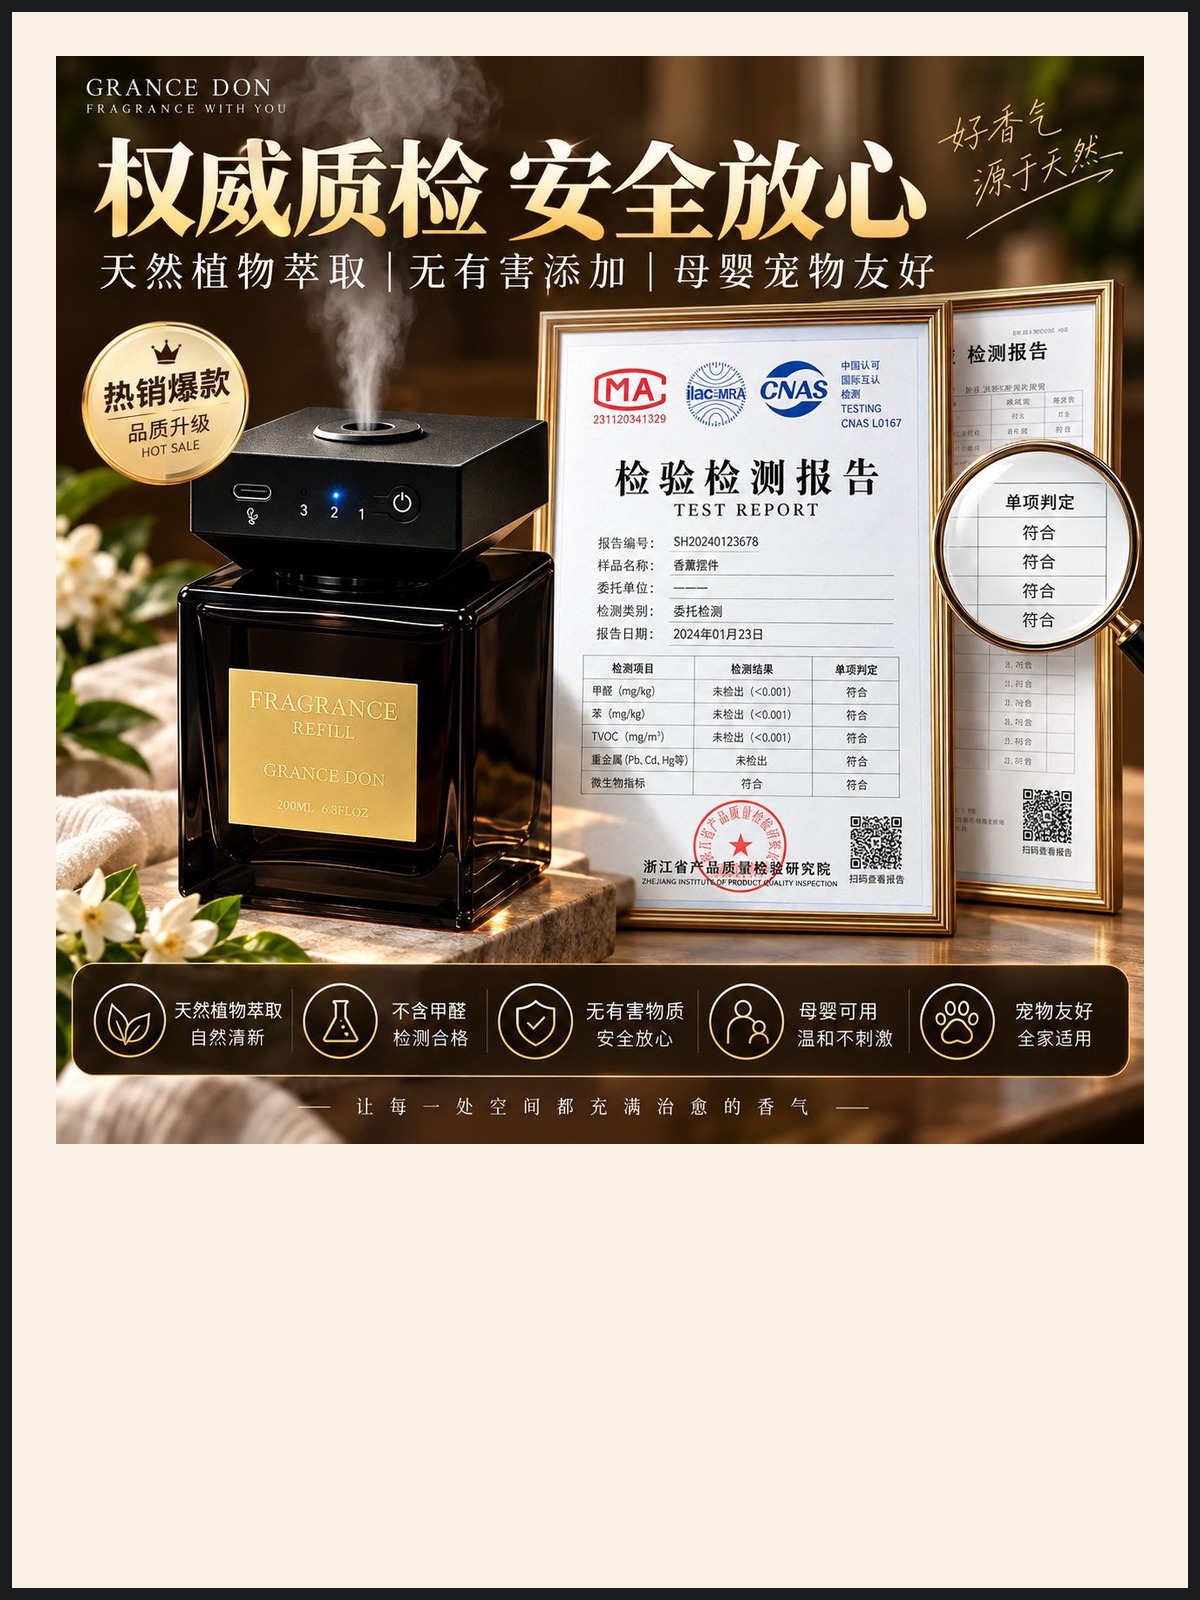 GRANCE DON
FRAGRANCE WITH YOU
好香气
源于天然
权威质检 安全放心
天然植物萃取｜无有害添加｜母婴宠物友好
热销爆款
品质升级
HOT SALE
3 2 1
FRAGRANCE
REFILL
GRANCE DON
200ML 6.8FLOZ
MA
231120341329
ilac-MRA
CNAS
中国认可
国际互认
检测
TESTING
CNAS L0167
检验检测报告
TEST REPORT
报告编号： SH20240123678
样品名称： 香薰摆件
委托单位： ———
检测类别： 委托检测
报告日期： 2024年01月23日
检测项目 检测结果 单项判定
甲醛（mg/kg） 未检出（<0.001） 符合
苯（mg/kg） 未检出（<0.001） 符合
TVOC（mg/m³） 未检出（<0.001） 符合
重金属(Pb、Cd、Hg等) 未检出 符合
微生物指标 符合 符合
浙江省产品质量检验研究院
ZHEJIANG INSTITUTE OF PRODUCT QUALITY INSPECTION
扫码查看报告
检测报告
单项判定
符合
符合
符合
符合
扫码查看报告
天然植物萃取
自然清新
不含甲醛
检测合格
无有害物质
安全放心
母婴可用
温和不刺激
宠物友好
全家适用
让每一处空间都充满治愈的香气